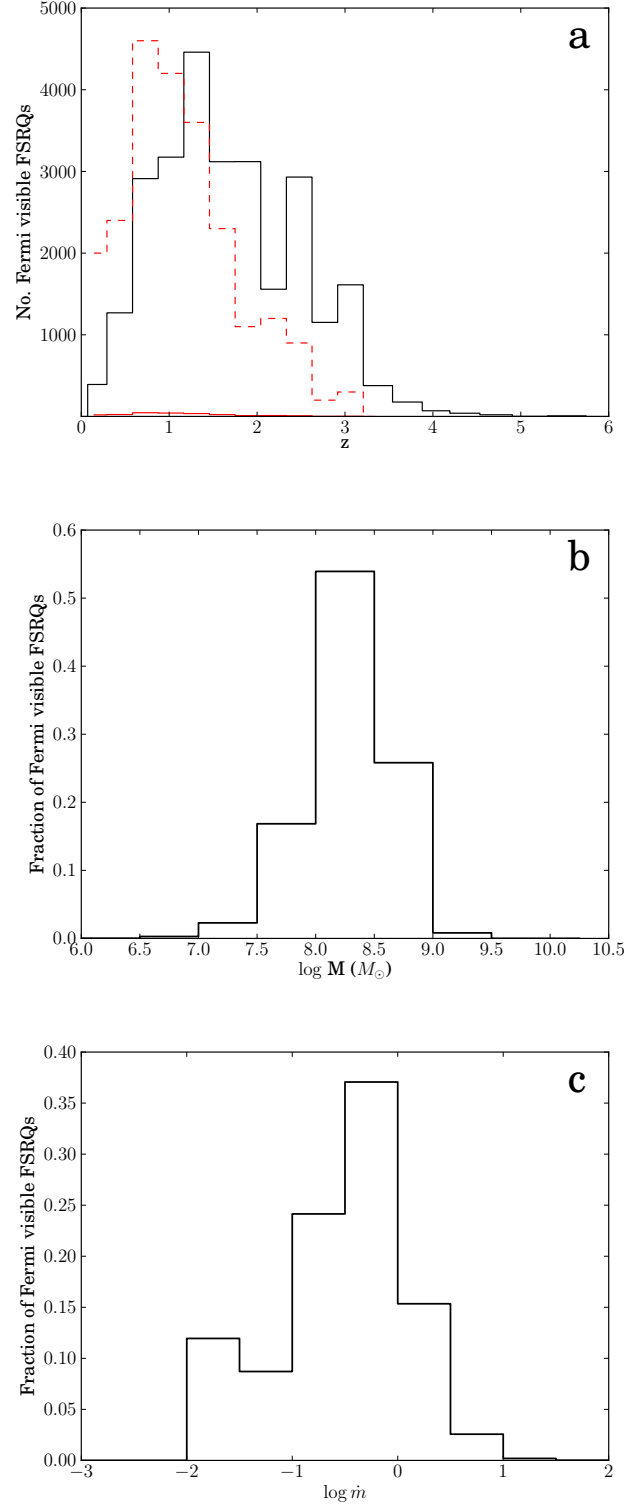 a
5000
4000
3000
2000
1000
No. Fermi visible FSRQs
0 1 2 3 4 5 6
z
b
0.6
0.5
0.4
0.3
0.2
0.1
0.0
Fraction of Fermi visible FSRQs
6.0 6.5 7.0 7.5 8.0 8.5 9.0 9.5 10.0 10.5
log M (M⊙)
c
0.40
0.35
0.30
0.25
0.20
0.15
0.10
0.05
0.00
Fraction of Fermi visible FSRQs
−3 −2 −1 0 1 2
log ṁ